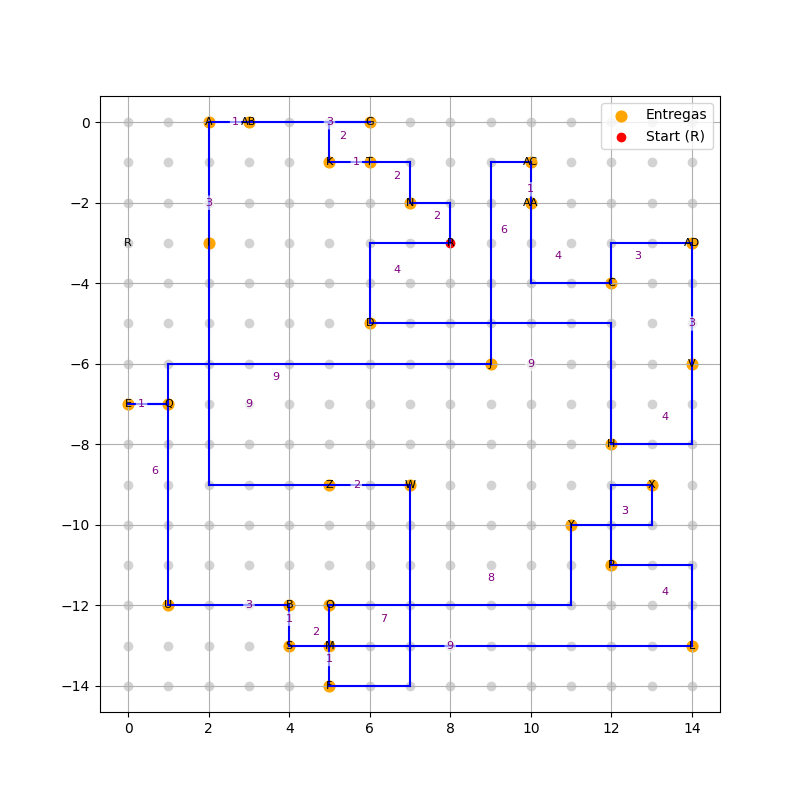 Entregas
Start (R)
0
−2
−4
−6
−8
−10
−12
−14
0
2
4
6
8
10
12
14
A
1
AB
3
G
2
K
1
T
2
AC
1
3
N
2
AA
6
R
4
4
3
AD
C
D
3
9
J
9
V
E
1
Q
9
4
H
6
Z
2
W
X
3
Y
P
8
4
U
3
B
1
O
7
2
S
M
9
L
1
F